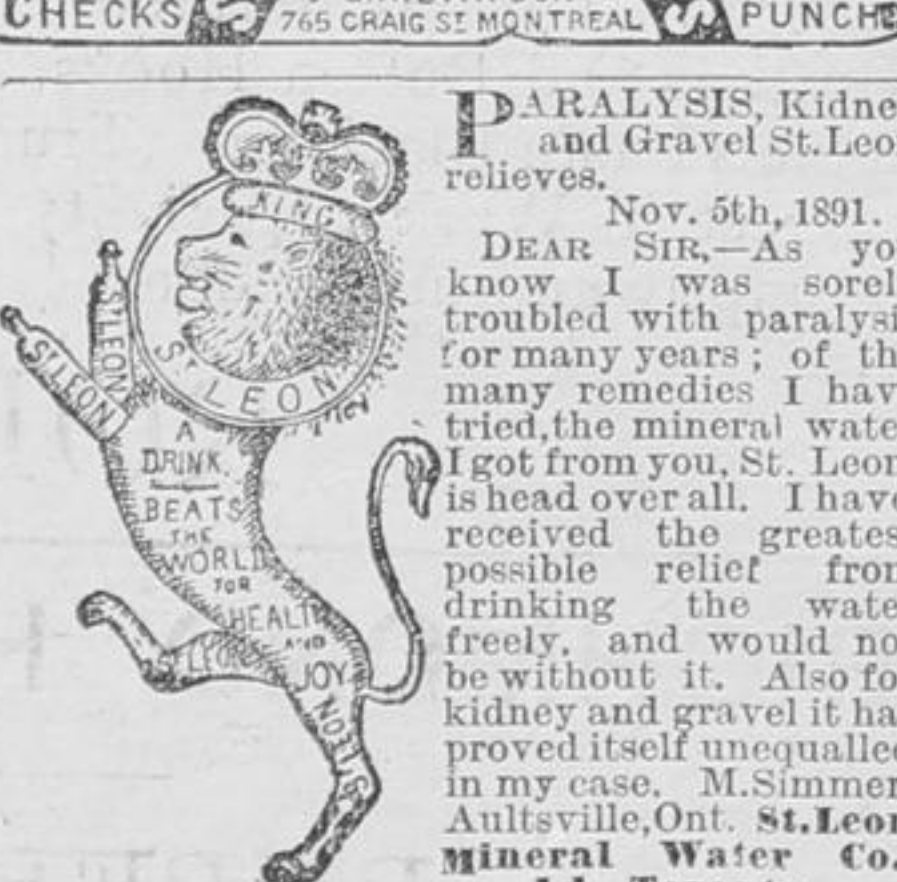 CHECKS
765 CRAIG ST MONTREAL
PUNCHE
KING
ST LEON
ST LEON
ST LEON
A
DRINK.
BEATS
THE
WORLD
FOR
HEALTH
AND
JOY
ST LEON
PARALYSIS, Kidne
and Gravel St.Leo
relieves.
Nov. 5th, 1891.
DEAR SIR,—As yo
know I was sorel
troubled with paralysi
for many years; of th
many remedies I hav
tried,the mineral wate
I got from you, St. Leon
is head over all. I have
received the greates
possible relief from
drinking the wate
freely. and would no
be without it. Also fo
kidney and gravel it ha
proved itself unequalled
in my case. M.Simmer
Aultsville,Ont. St.Leon
Mineral Water Co.